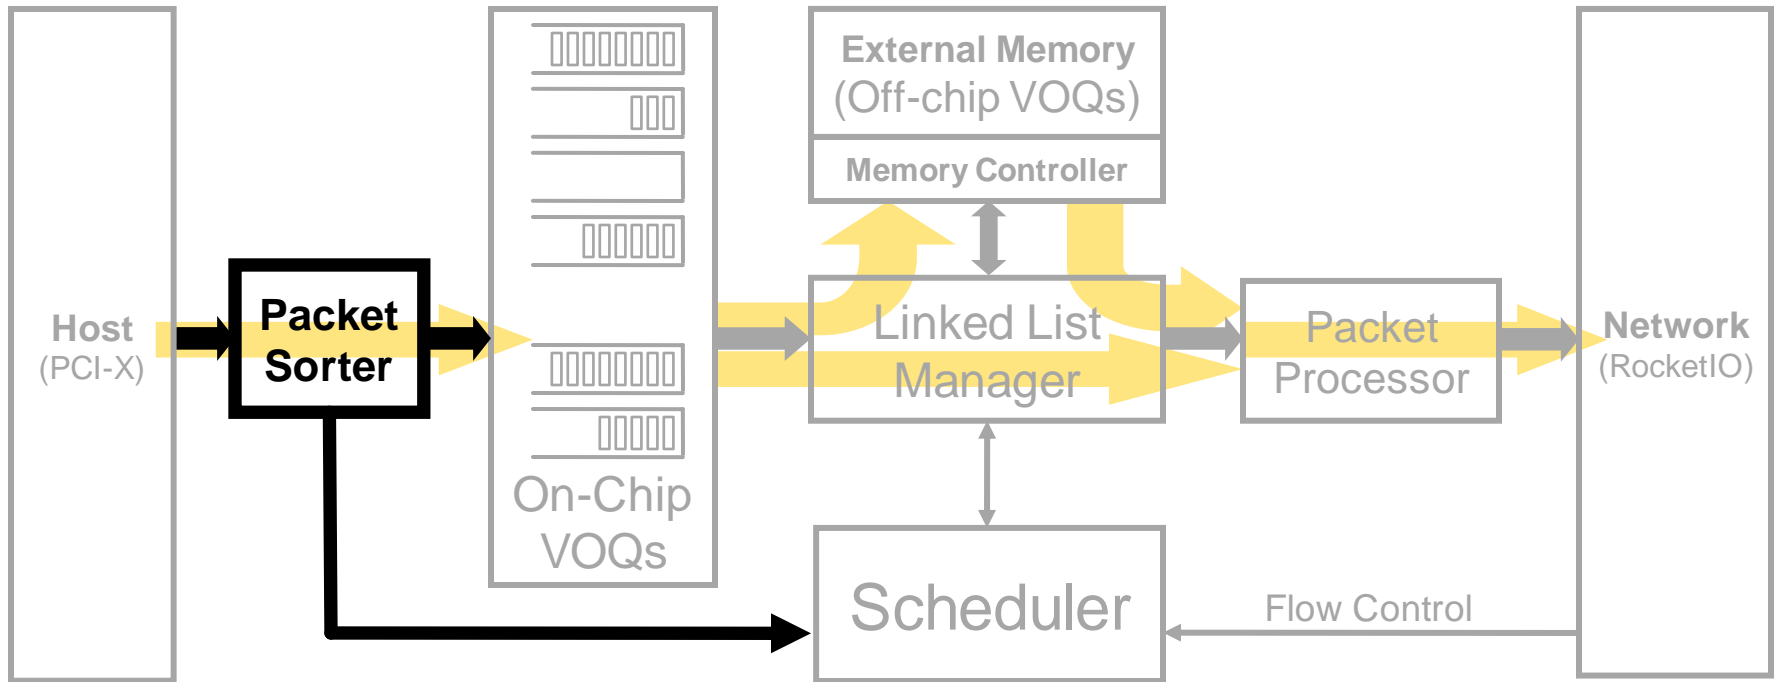 Host
(PCI-X)
Packet
Sorter
On-Chip
VOQs
External Memory
(Off-chip VOQs)
Memory Controller
Linked List
Manager
Scheduler
Packet
Processor
Flow Control
Network
(RocketIO)